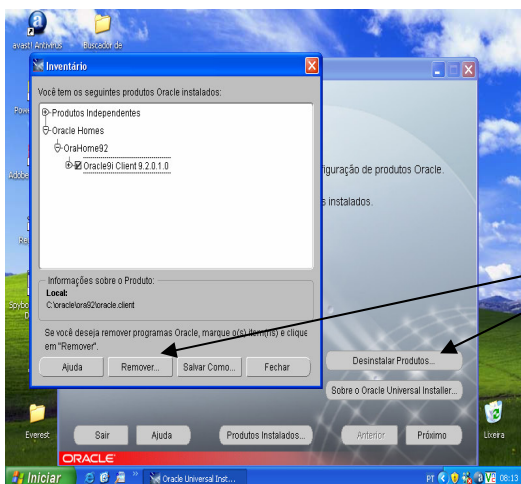 avast! Antivirus
Buscador de
Inventário
Você tem os seguintes produtos Oracle instalados:
Produtos Independentes
Oracle Homes
OraHome92
Oracle9i Client 9.2.0.1.0
Informações sobre o Produto:
Local:
C:\oracle\ora92\oracle.client
Se você deseja remover programas Oracle, marque o(s) item(ns) e clique
em "Remover".
Ajuda
Remover...
Salvar Como...
Fechar
figuração de produtos Oracle.
s instalados.
Desinstalar Produtos...
Sobre o Oracle Universal Installer...
Sair
Ajuda
Produtos Instalados...
Anterior
Próximo
ORACLE
Adobe
Everest
Lixeira
Iniciar
Oracle Universal Inst...
PT
08:13